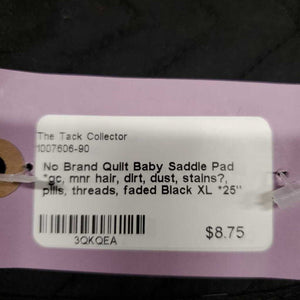 The Tack Collector
1007606-90
No Brand Quilt Baby Saddle Pad
*gc, mnr hair, dirt, dust, stains?,
pills, threads, faded Black XL *25"
3QKQEA
$8.75